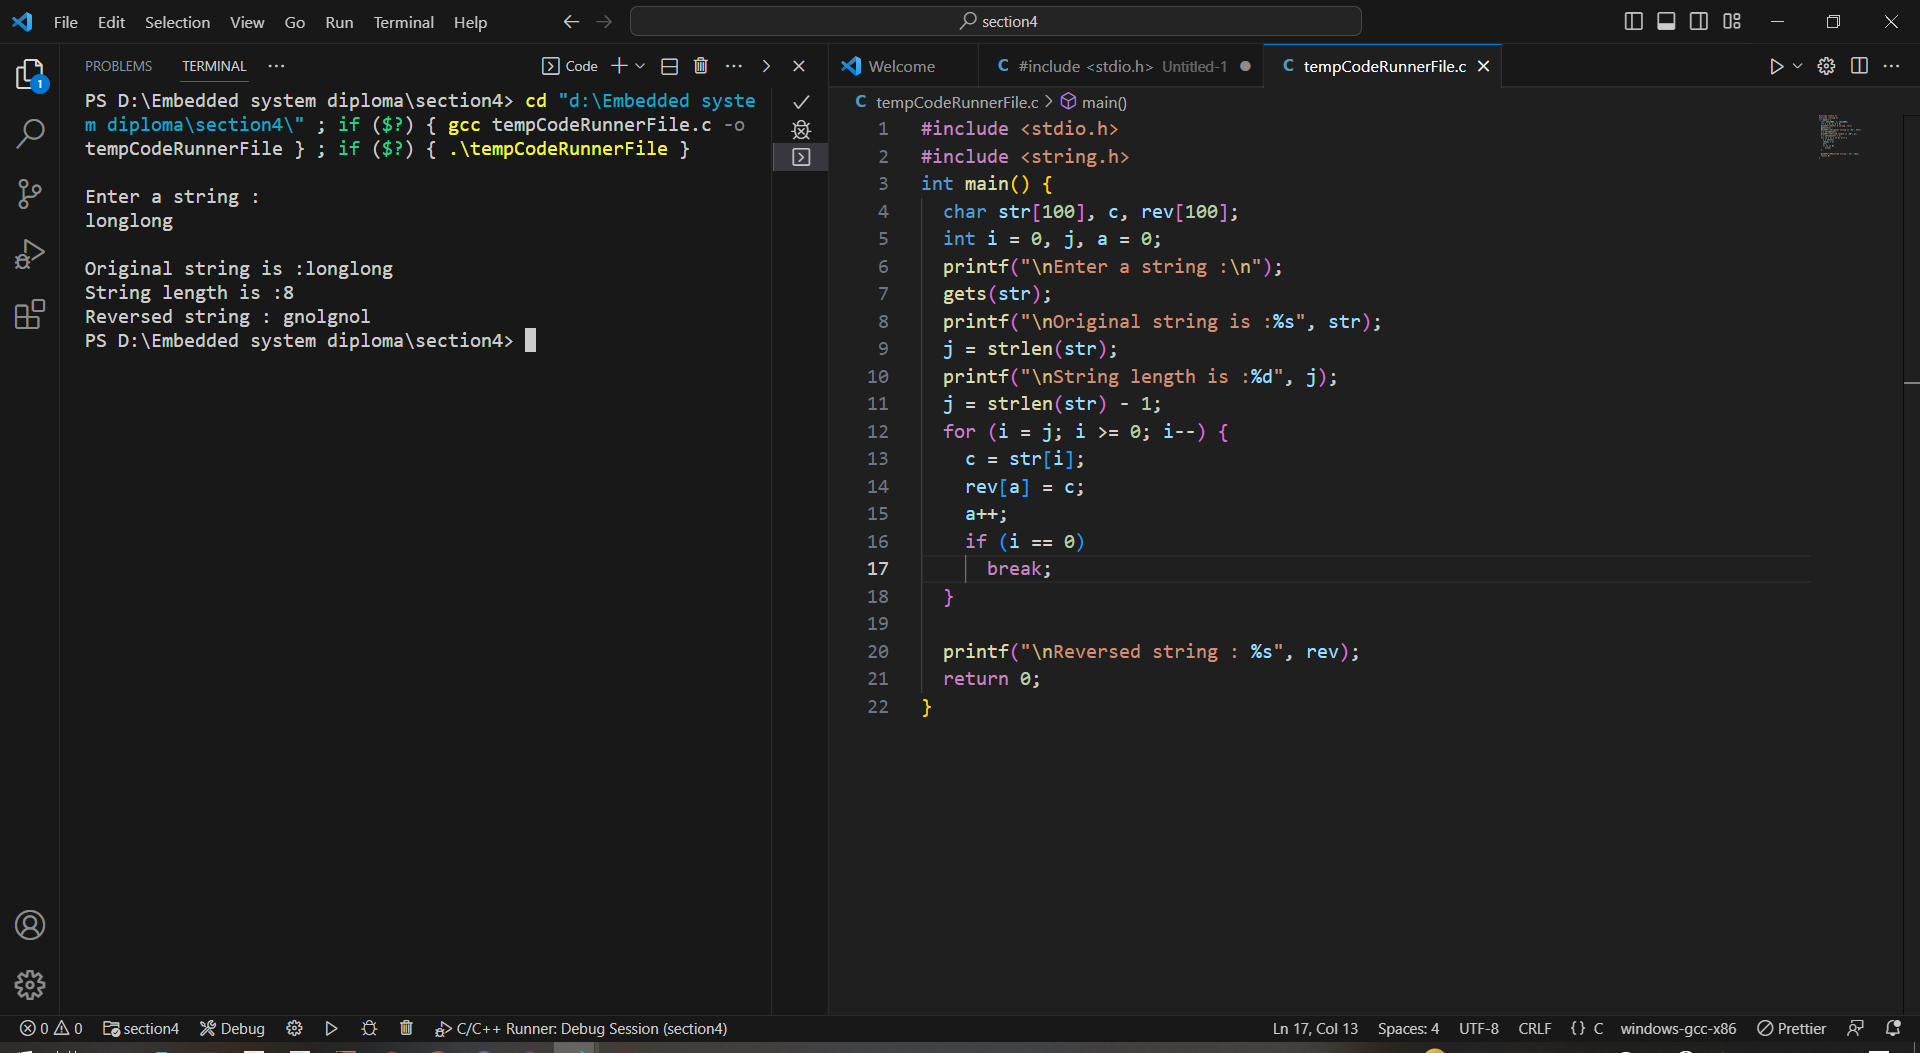 File Edit Selection View Go Run Terminal Help
section4
PROBLEMS TERMINAL
Code
PS D:\Embedded system diploma\section4> cd "d:\Embedded syste
m diploma\section4\" ; if ($?) { gcc tempCodeRunnerFile.c -o
tempCodeRunnerFile } ; if ($?) { .\tempCodeRunnerFile }
Enter a string :
longlong
Original string is :longlong
String length is :8
Reversed string : gnolgnol
PS D:\Embedded system diploma\section4>
1
Welcome
C #include <stdio.h> Untitled-1
C tempCodeRunnerFile.c
C tempCodeRunnerFile.c > main()
1 #include <stdio.h>
2 #include <string.h>
3 int main() {
4 char str[100], c, rev[100];
5 int i = 0, j, a = 0;
6 printf("\nEnter a string :\n");
7 gets(str);
8 printf("\nOriginal string is :%s", str);
9 j = strlen(str);
10 printf("\nString length is :%d", j);
11 j = strlen(str) - 1;
12 for (i = j; i >= 0; i--) {
13 c = str[i];
14 rev[a] = c;
15 a++;
16 if (i == 0)
17 break;
18 }
19
20 printf("\nReversed string : %s", rev);
21 return 0;
22 }
0 0 section4 Debug C/C++ Runner: Debug Session (section4)
Ln 17, Col 13 Spaces: 4 UTF-8 CRLF {} C windows-gcc-x86 Prettier